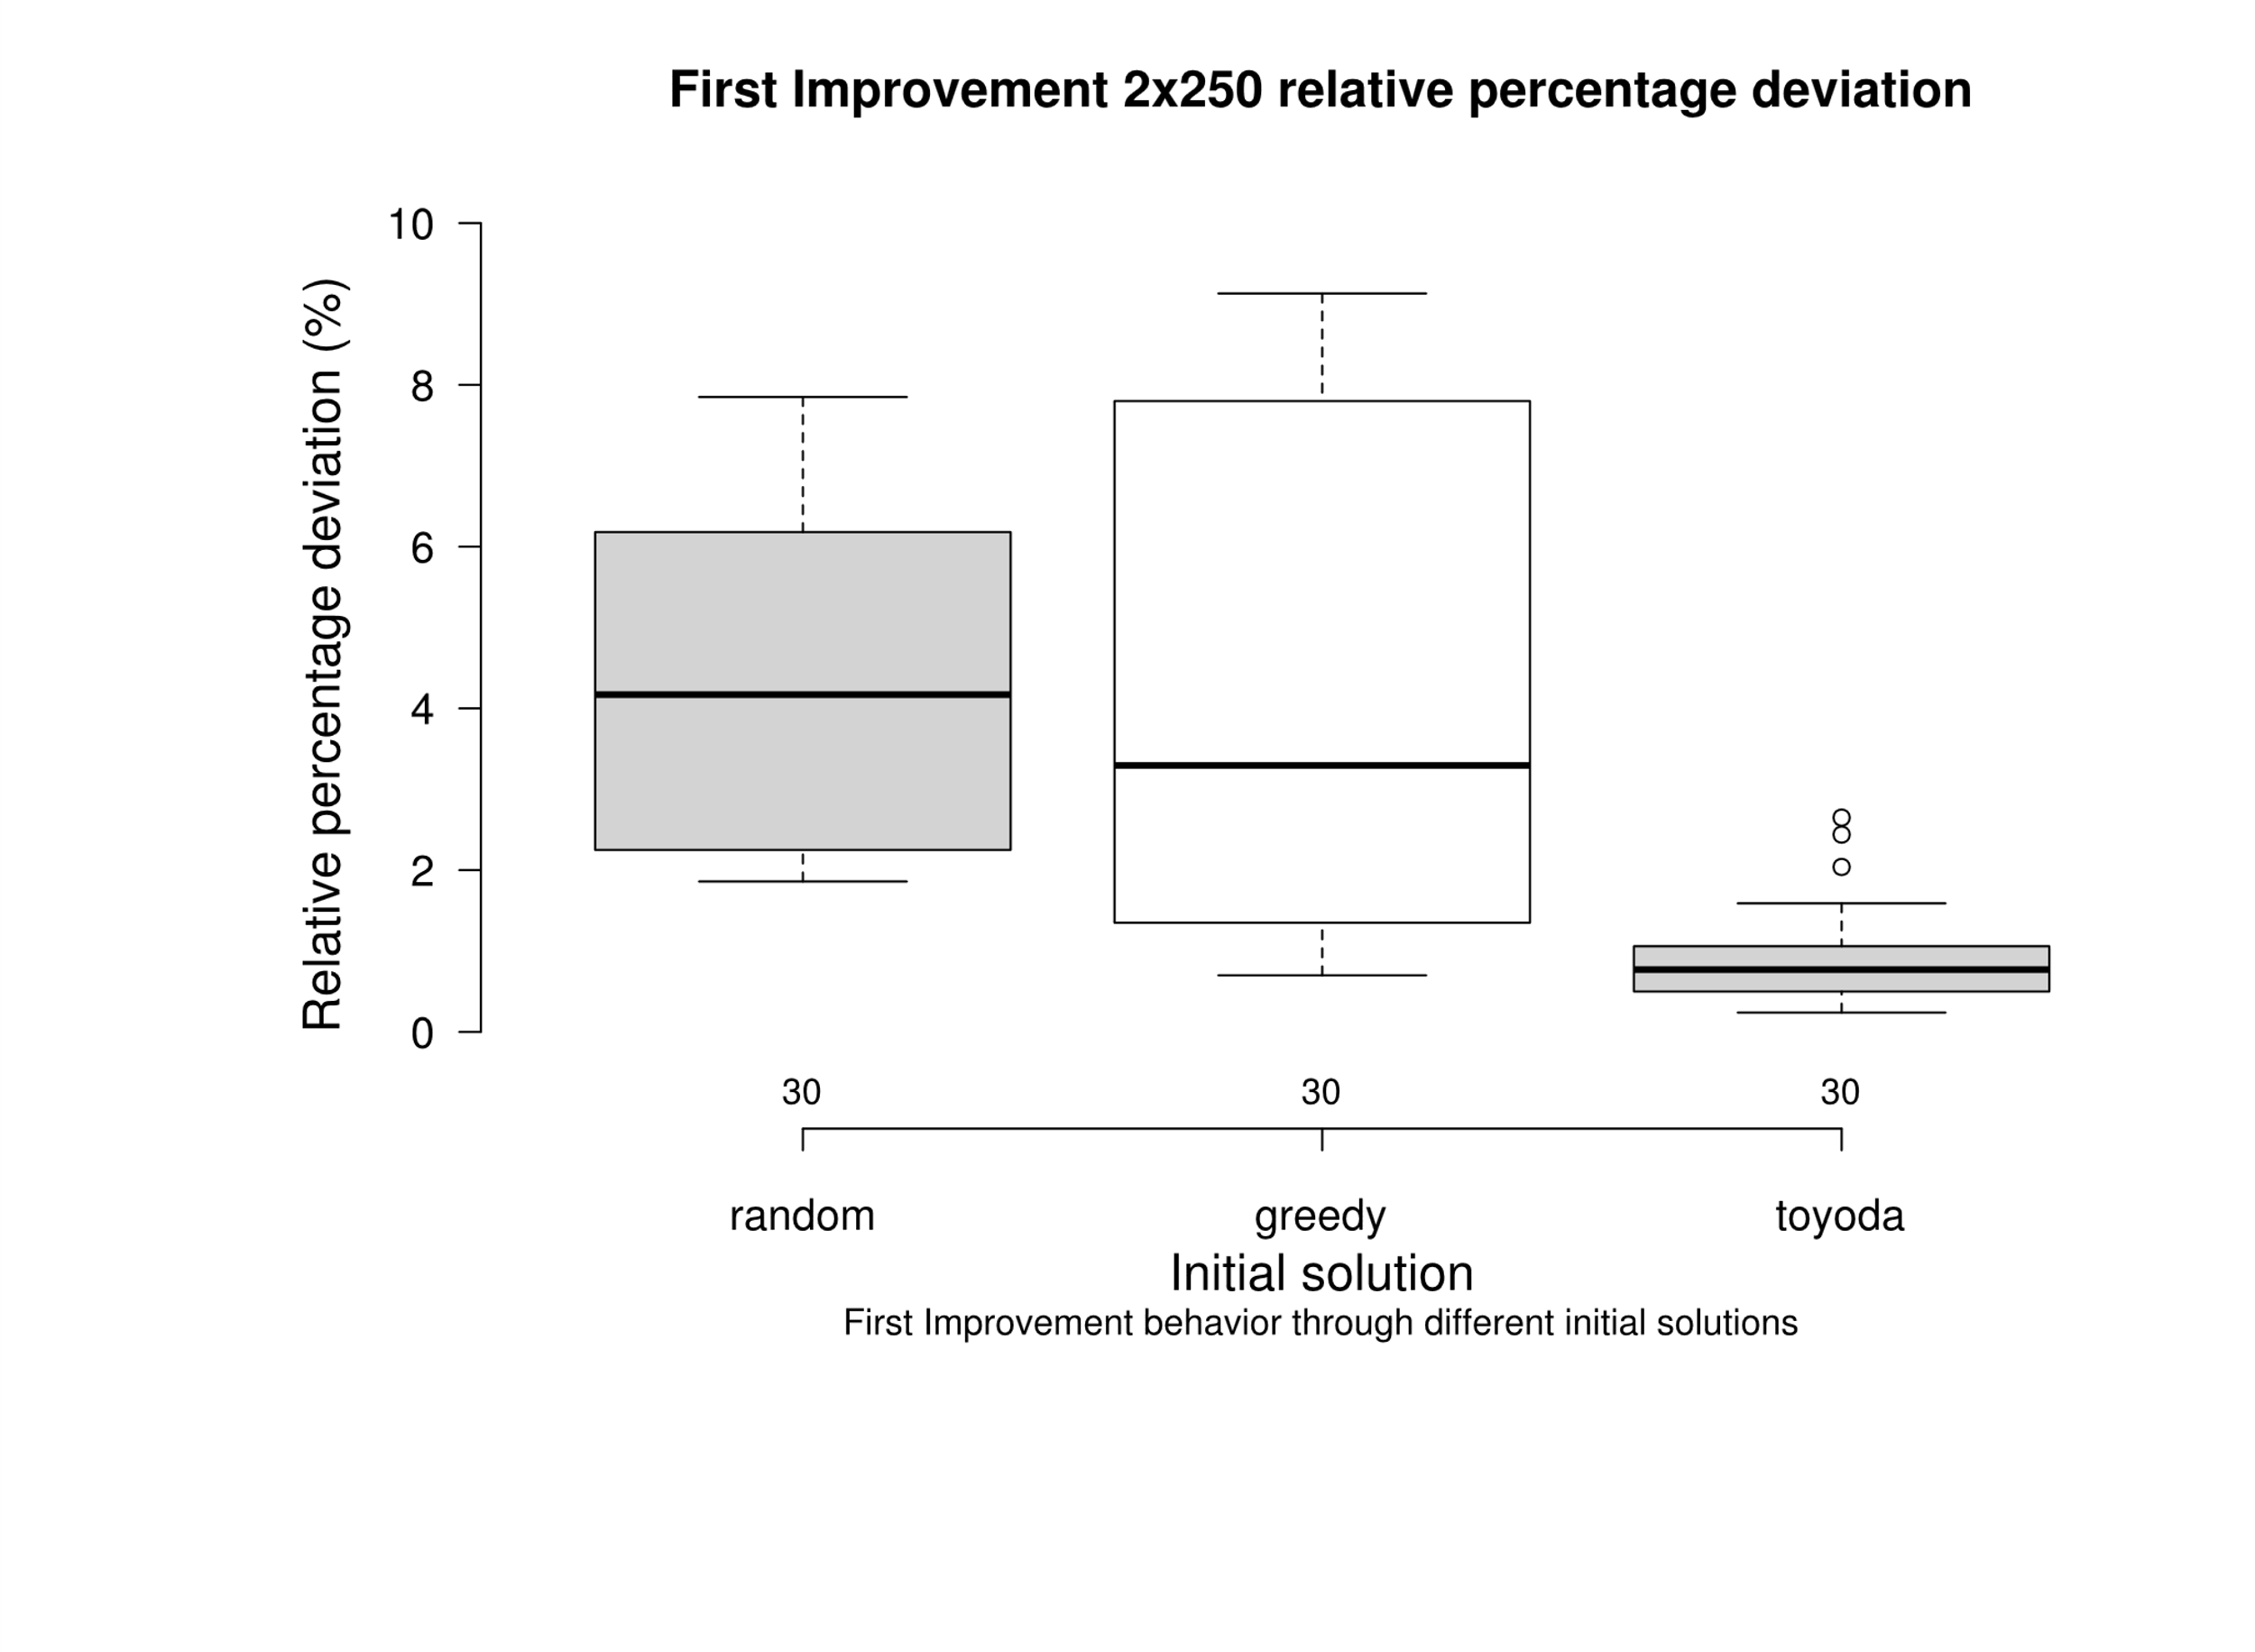 First Improvement 2x250 relative percentage deviation
Relative percentage deviation (%)
10
8
6
4
2
0
30 30 30
random greedy toyoda
Initial solution
First Improvement behavior through different initial solutions